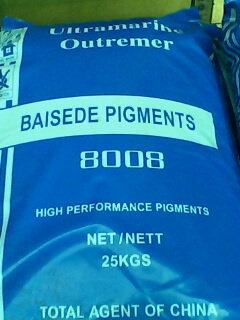 Ultramarine
Outremer
BAISEDE PIGMENTS
8008
HIGH PERFORMANCE PIGMENTS
NET/NETT
25KGS
TOTAL AGENT OF CHINA